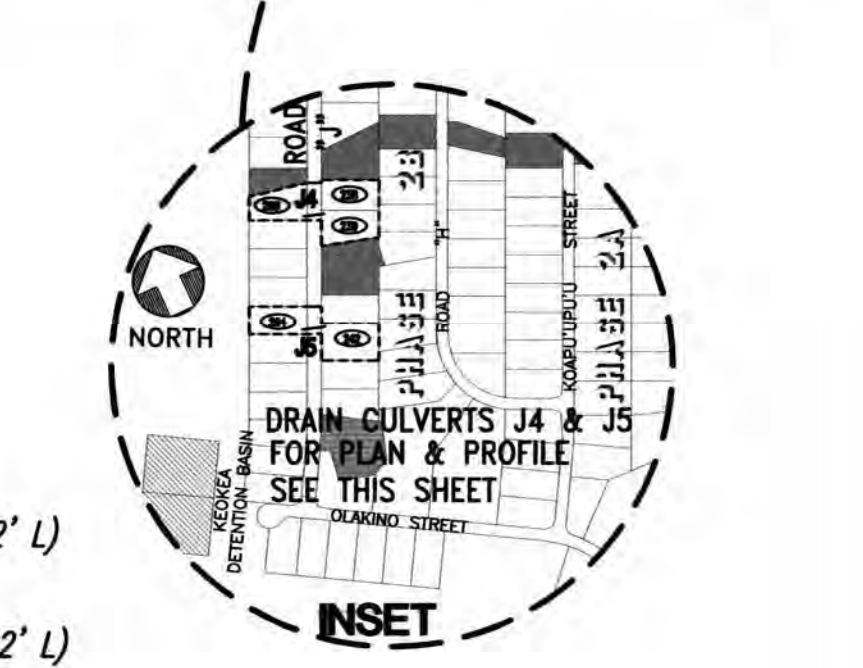 ROAD "J"
2B
J4
STREET
"H"
NORTH
PHASE
ROAD
KOAPU'UPU'U
PHASE 2A
J5
DRAIN CULVERTS J4 & J5
FOR PLAN & PROFILE
SEE THIS SHEET
KEOKEA
DETENTION BASIN
OLAKINO STREET
2' L)
INSET
2' L)